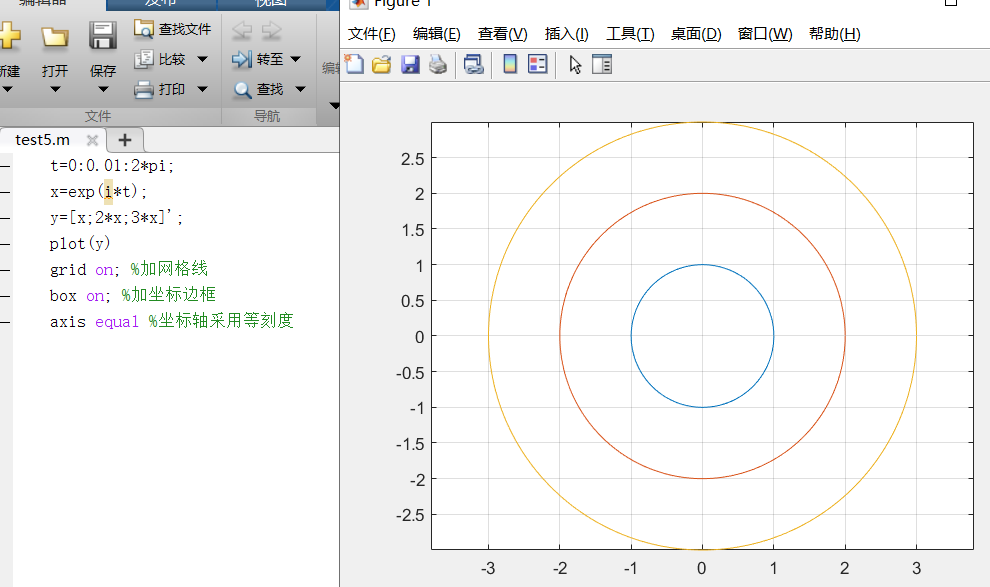 编辑器 发布 视图
新建 打开 保存 查找文件 比较 打印 转至 查找 编辑
文件 导航
test5.m
t=0:0.01:2*pi;
x=exp(i*t);
y=[x;2*x;3*x]';
plot(y)
grid on; %加网格线
box on; %加坐标边框
axis equal %坐标轴采用等刻度
Figure 1
文件(F) 编辑(E) 查看(V) 插入(I) 工具(T) 桌面(D) 窗口(W) 帮助(H)
2.5
2
1.5
1
0.5
0
-0.5
-1
-1.5
-2
-2.5
-3 -2 -1 0 1 2 3